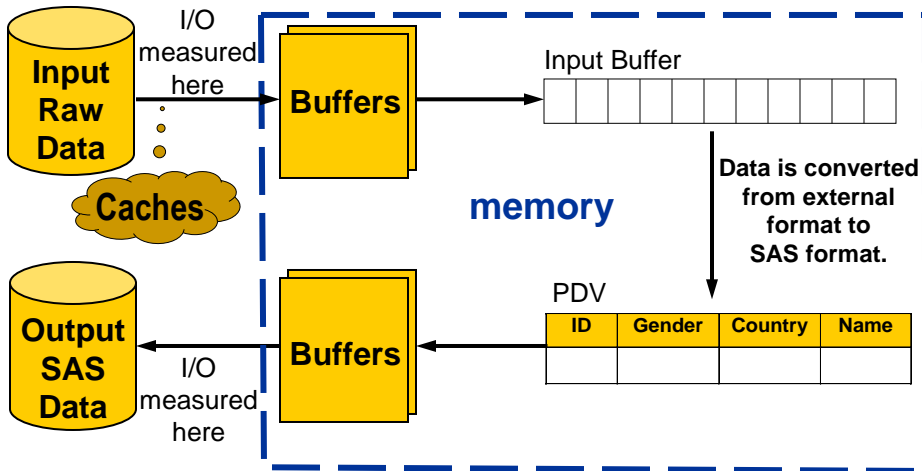 Input
Raw
Data
I/O
measured
here
Buffers
Input Buffer
Caches
memory
Data is converted
from external
format to
SAS format.
Output
SAS
Data
I/O
measured
here
Buffers
PDV
ID Gender Country Name